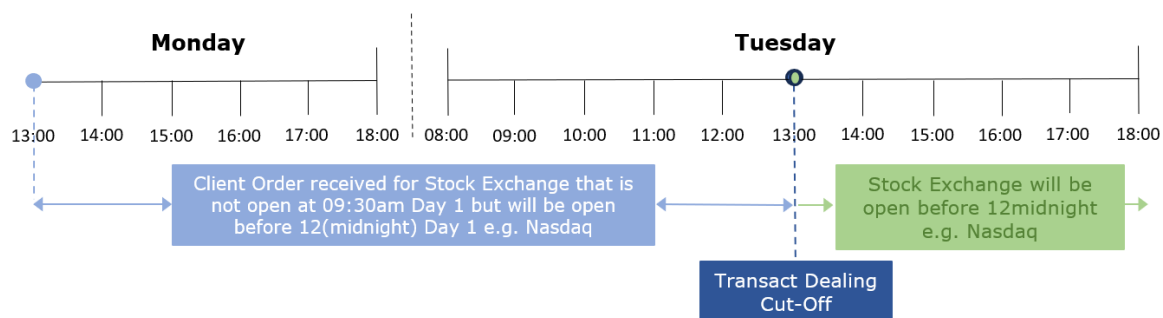 Monday
Tuesday
13:00 14:00 15:00 16:00 17:00 18:00 08:00 09:00 10:00 11:00 12:00 13:00 14:00 15:00 16:00 17:00 18:00
Client Order received for Stock Exchange that is
not open at 09:30am Day 1 but will be open
before 12(midnight) Day 1 e.g. Nasdaq
Stock Exchange will be
open before 12midnight
e.g. Nasdaq
Transact Dealing
Cut-Off